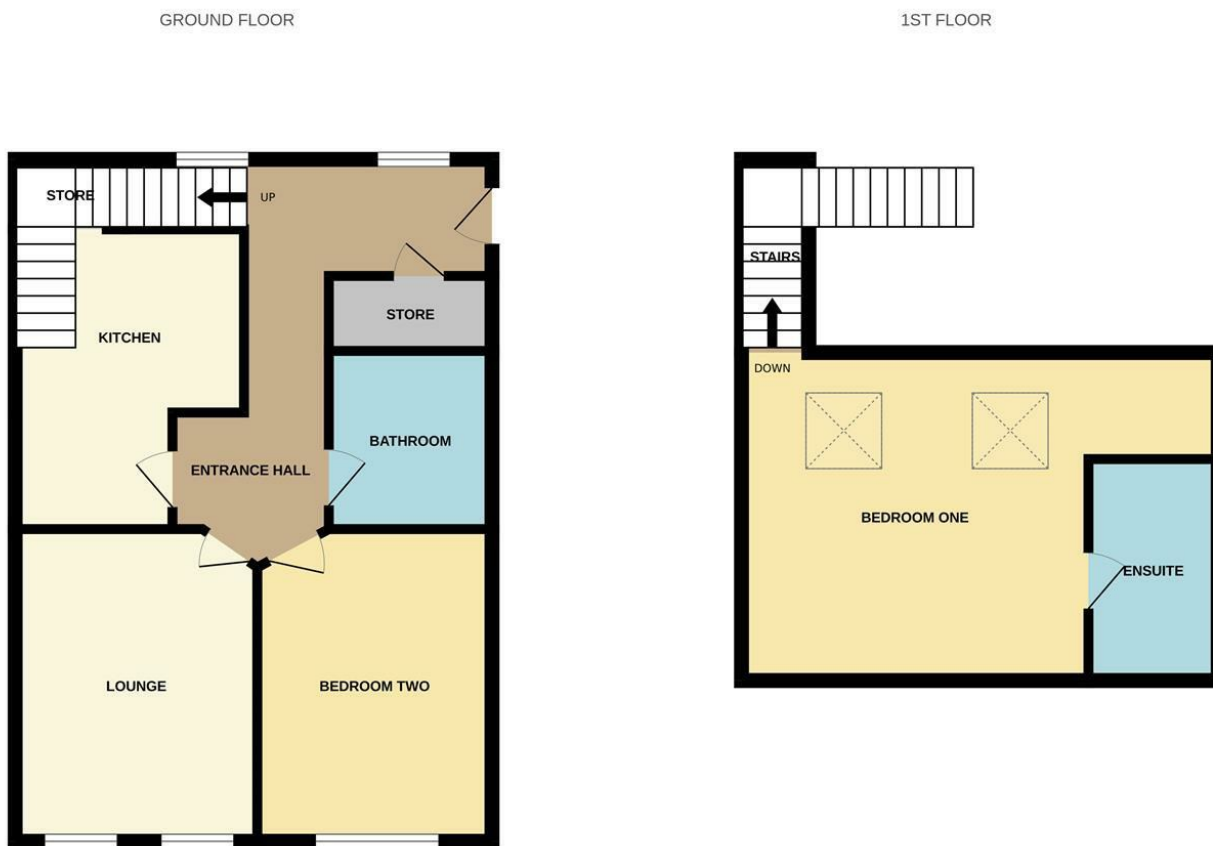 GROUND FLOOR
STORE
UP
STORE
KITCHEN
BATHROOM
ENTRANCE HALL
LOUNGE
BEDROOM TWO
1ST FLOOR
STAIRS
DOWN
BEDROOM ONE
ENSUITE